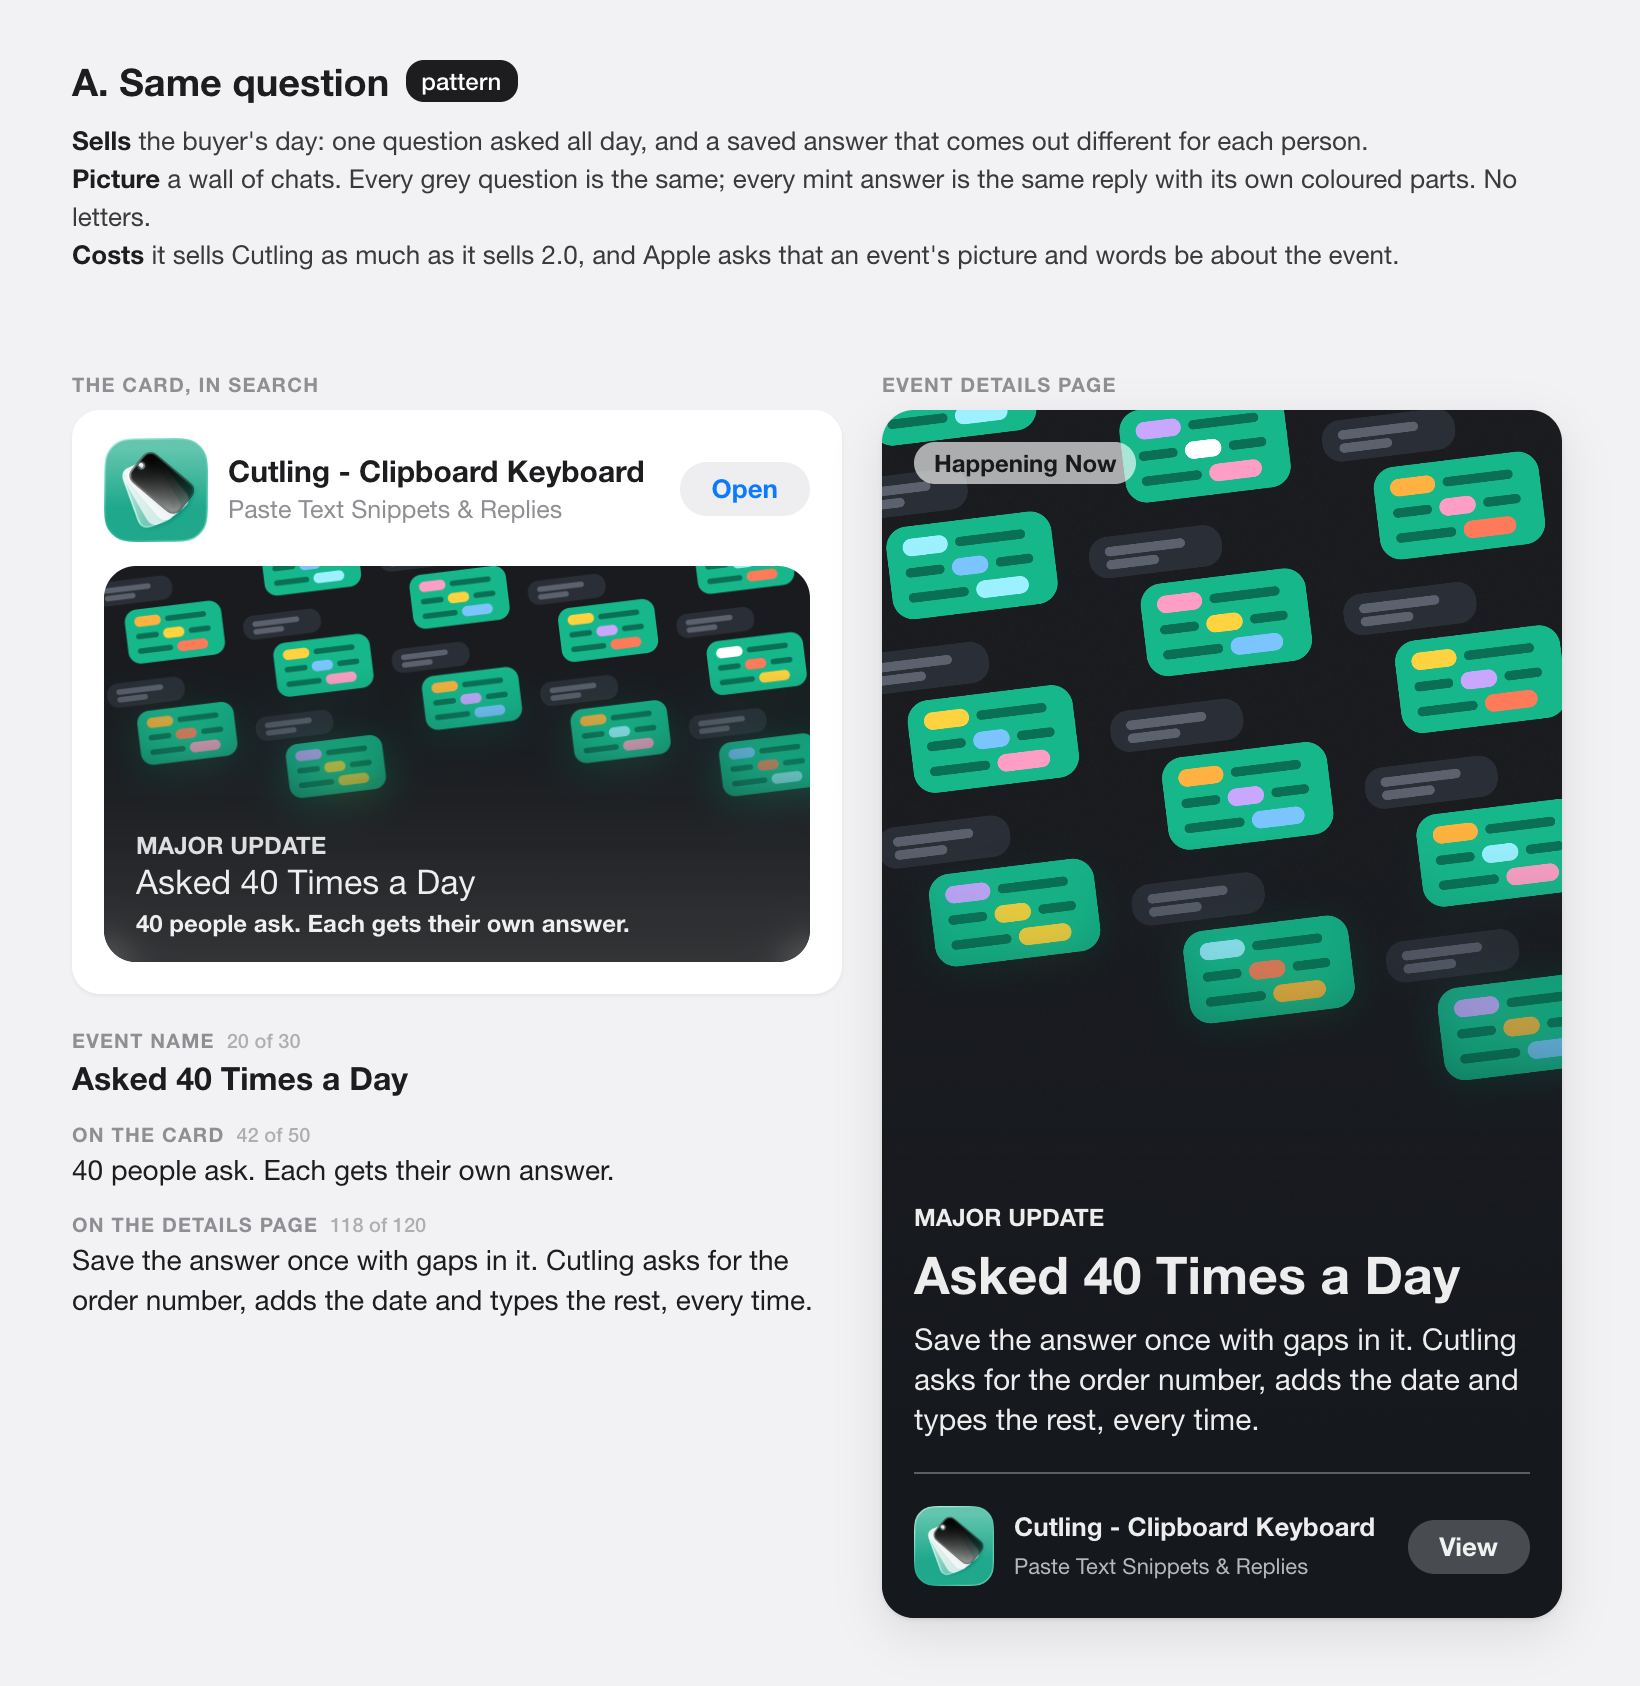 A. Same question pattern
Sells the buyer's day: one question asked all day, and a saved answer that comes out different for each person.
Picture a wall of chats. Every grey question is the same; every mint answer is the same reply with its own coloured parts. No
letters.
Costs it sells Cutling as much as it sells 2.0, and Apple asks that an event's picture and words be about the event.
THE CARD, IN SEARCH
Cutling - Clipboard Keyboard
Paste Text Snippets & Replies
Open
MAJOR UPDATE
Asked 40 Times a Day
40 people ask. Each gets their own answer.
EVENT NAME 20 of 30
Asked 40 Times a Day
ON THE CARD 42 of 50
40 people ask. Each gets their own answer.
ON THE DETAILS PAGE 118 of 120
Save the answer once with gaps in it. Cutling asks for the
order number, adds the date and types the rest, every time.
EVENT DETAILS PAGE
Happening Now
MAJOR UPDATE
Asked 40 Times a Day
Save the answer once with gaps in it. Cutling
asks for the order number, adds the date and
types the rest, every time.
Cutling - Clipboard Keyboard
Paste Text Snippets & Replies
View